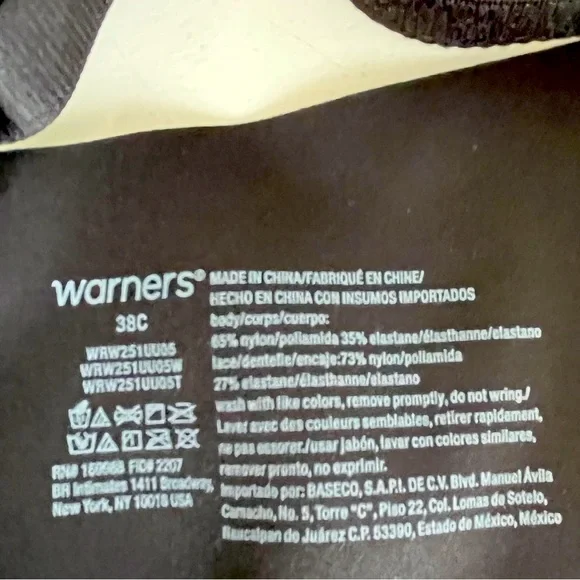 warners®
38C
WRW251UU05
WRW251UU05W
WRW251UU05T
RN# FIC# 2207
BR Intimates 1411 Broadway,
New York, NY 10018 USA
MADE IN CHINA/FABRIQUÉ EN CHINE/
HECHO EN CHINA CON INSUMOS IMPORTADOS
body/corps/cuerpo:
65% nylon/poliamida 35% elastane/élasthanne/elastano
lace/dentelle/encaje:73% nylon/poliamida
27% elastane/élasthanne/elastano
wash with like colors, remove promptly, do not wring./
Laver avec des couleurs semblables, retirer rapidement,
ne pas essorer./usar jabón, lavar con colores similares,
remover pronto, no exprimir.
Importado por: BASECO, S.A.P.I. DE C.V. Blvd. Manuel Ávila
Camacho, No. 5, Torre "C", Piso 22, Col. Lomas de Sotelo,
Naucalpan de Juárez C.P. 53390, Estado de México, México